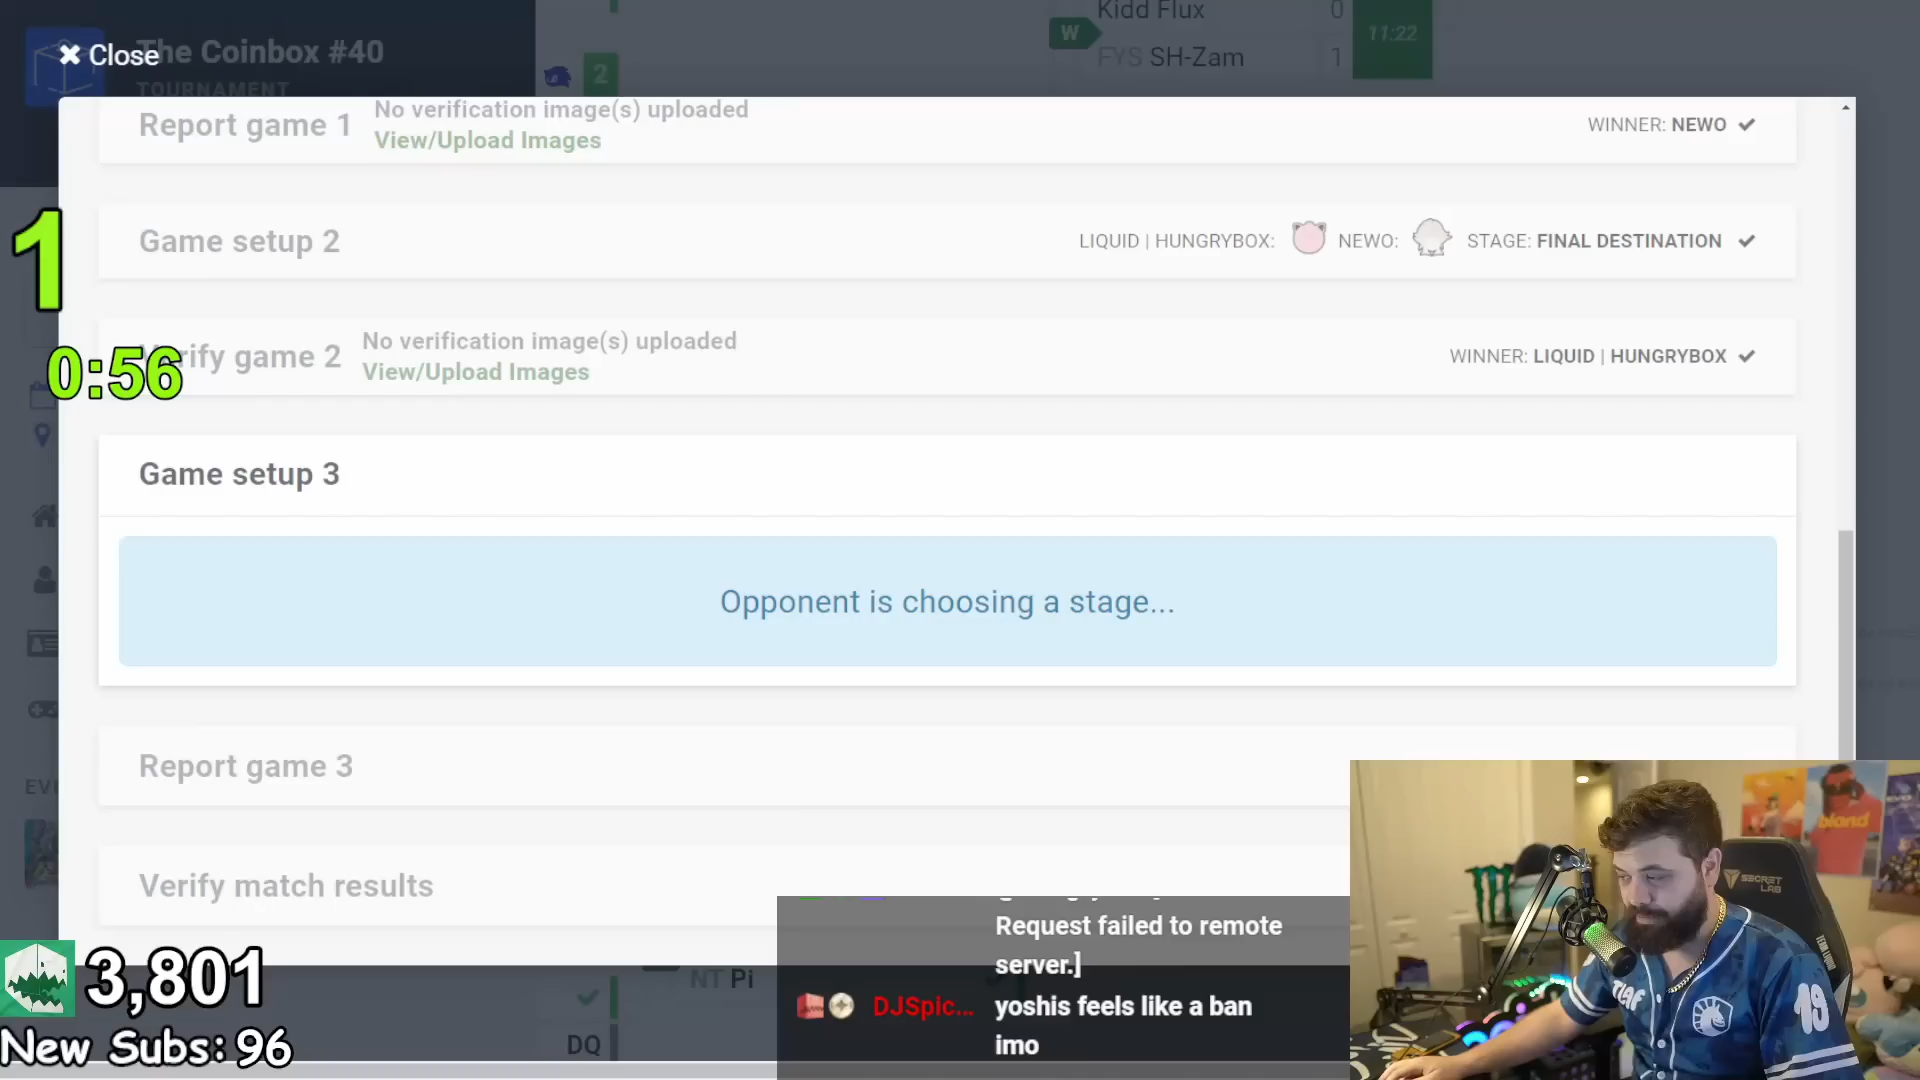 Kidd Flux 0
W 11:22
FYS SH-Zam 1
The Coinbox #40
Close
TOURNAMENT
2
Report game 1
No verification image(s) uploaded
View/Upload Images
WINNER: NEWO
1
Game setup 2
LIQUID | HUNGRYBOX: NEWO: STAGE: FINAL DESTINATION
0:56
Verify game 2
No verification image(s) uploaded
View/Upload Images
WINNER: LIQUID | HUNGRYBOX
Game setup 3
Opponent is choosing a stage...
Report game 3
Verify match results
3,801
New Subs: 96
NT Pi
DQ
Request failed to remote
server.]
DJSpic... yoshis feels like a ban
imo
SECRET
LAB
bland
19